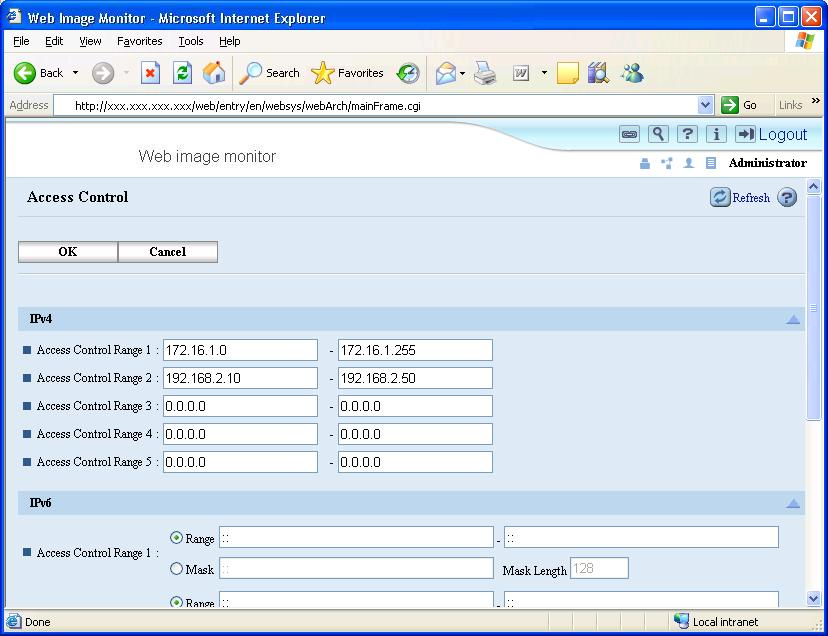 Web Image Monitor - Microsoft Internet Explorer
File Edit View Favorites Tools Help
Back Search Favorites W
Address http://xxx.xxx.xxx.xxx/web/entry/en/websys/webArch/mainFrame.cgi Go Links »
? i Logout
Web image monitor
Administrator
Access Control Refresh ?
OK Cancel
IPv4
Access Control Range 1 : 172.16.1.0 - 172.16.1.255
Access Control Range 2 : 192.168.2.10 - 192.168.2.50
Access Control Range 3 : 0.0.0.0 - 0.0.0.0
Access Control Range 4 : 0.0.0.0 - 0.0.0.0
Access Control Range 5 : 0.0.0.0 - 0.0.0.0
IPv6
Range :: - ::
Access Control Range 1 :
Mask :: Mask Length 128
Range :: - ::
Done Local intranet